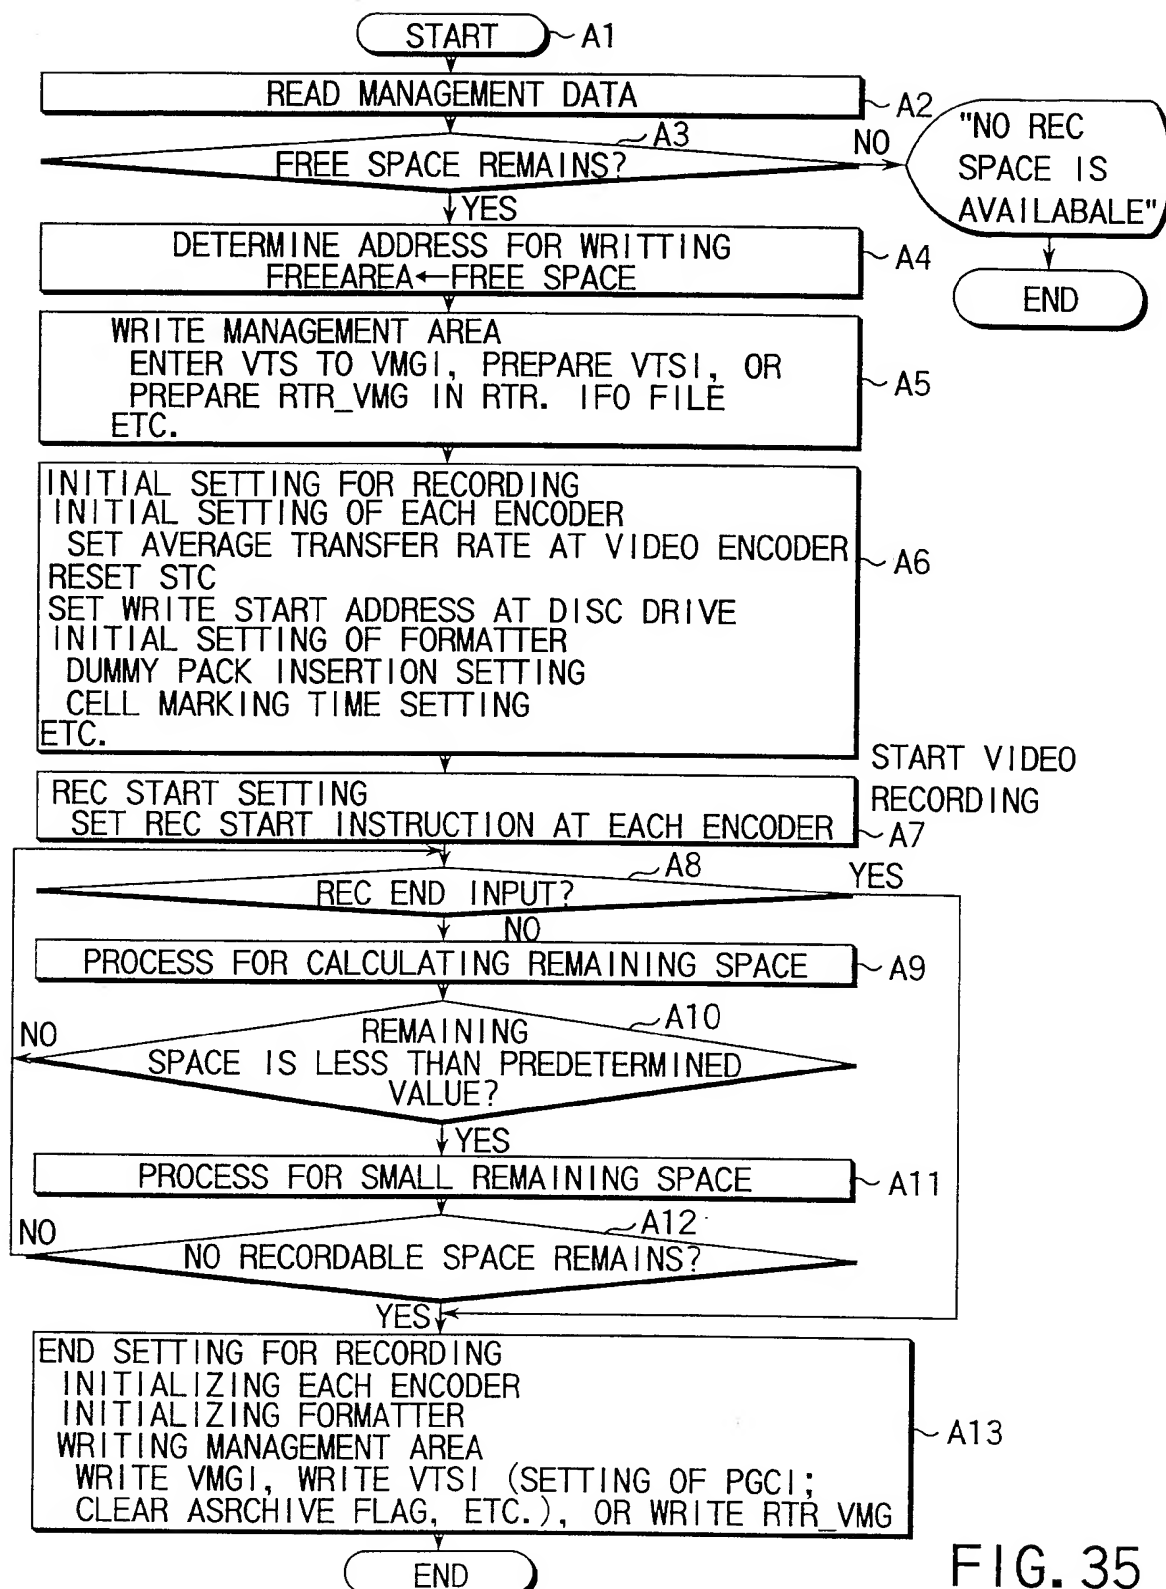 START
A1
READ MANAGEMENT DATA
A2
A3
FREE SPACE REMAINS?
NO
"NO REC
SPACE IS
AVAILABALE"
END
YES
DETERMINE ADDRESS FOR WRITTING
FREEAREA←FREE SPACE
A4
WRITE MANAGEMENT AREA
ENTER VTS TO VMGI, PREPARE VTSI, OR
PREPARE RTR_VMG IN RTR. IFO FILE
ETC.
A5
INITIAL SETTING FOR RECORDING
INITIAL SETTING OF EACH ENCODER
SET AVERAGE TRANSFER RATE AT VIDEO ENCODER
RESET STC
SET WRITE START ADDRESS AT DISC DRIVE
INITIAL SETTING OF FORMATTER
DUMMY PACK INSERTION SETTING
CELL MARKING TIME SETTING
ETC.
A6
START VIDEO
RECORDING
REC START SETTING
SET REC START INSTRUCTION AT EACH ENCODER
A7
A8
REC END INPUT?
YES
NO
PROCESS FOR CALCULATING REMAINING SPACE
A9
A10
NO
REMAINING
SPACE IS LESS THAN PREDETERMINED
VALUE?
YES
PROCESS FOR SMALL REMAINING SPACE
A11
A12
NO
NO RECORDABLE SPACE REMAINS?
YES
END SETTING FOR RECORDING
INITIALIZING EACH ENCODER
INITIALIZING FORMATTER
WRITING MANAGEMENT AREA
WRITE VMGI, WRITE VTSI (SETTING OF PGCI;
CLEAR ASRCHIVE FLAG, ETC.), OR WRITE RTR_VMG
A13
END
FIG. 35